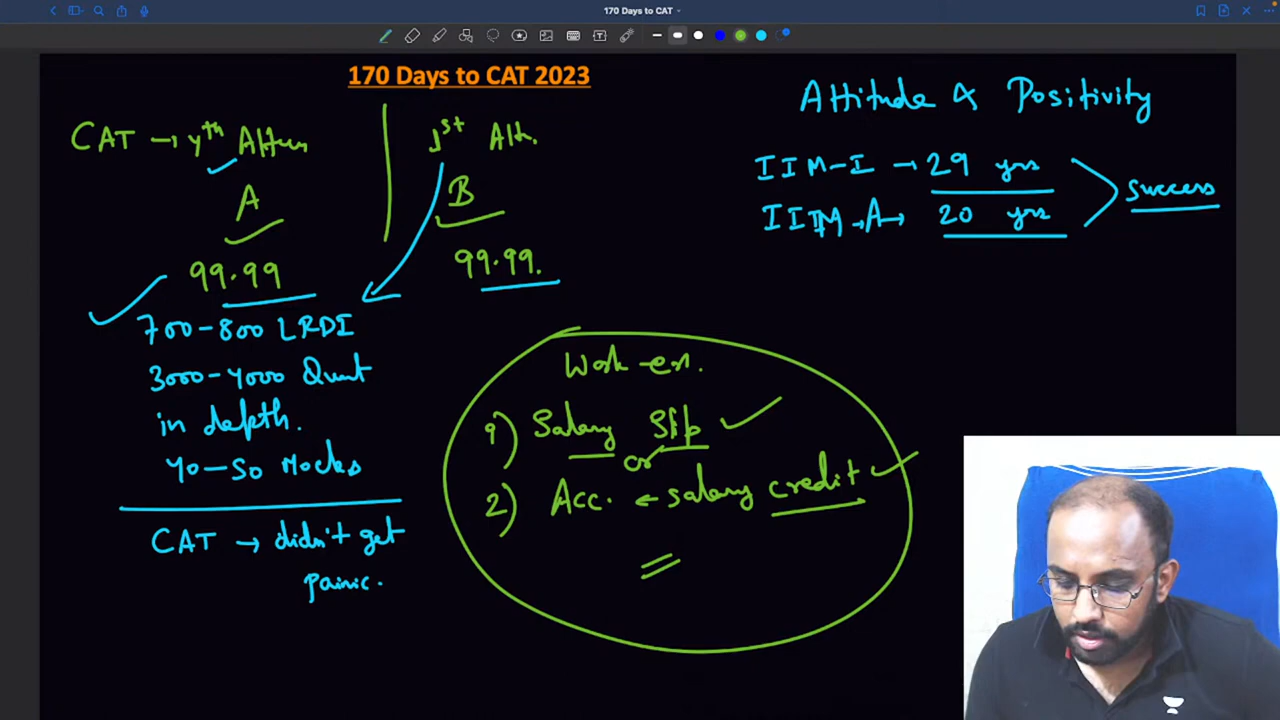 170 Days to CAT
170 Days to CAT 2023
CAT → 4th Attem
A
99.99
700-800 LRDI
3000-4000 Quant
in depth.
40-50 Mocks
CAT → didn't get
panic.
1st Att.
B
99.99.
Attitude & Positivity
IIM-I → 29 yrs
IIM → A → 20 yrs
Success
Work-ex.
1) Salary Slip
or
2) Acc. ← salary credit